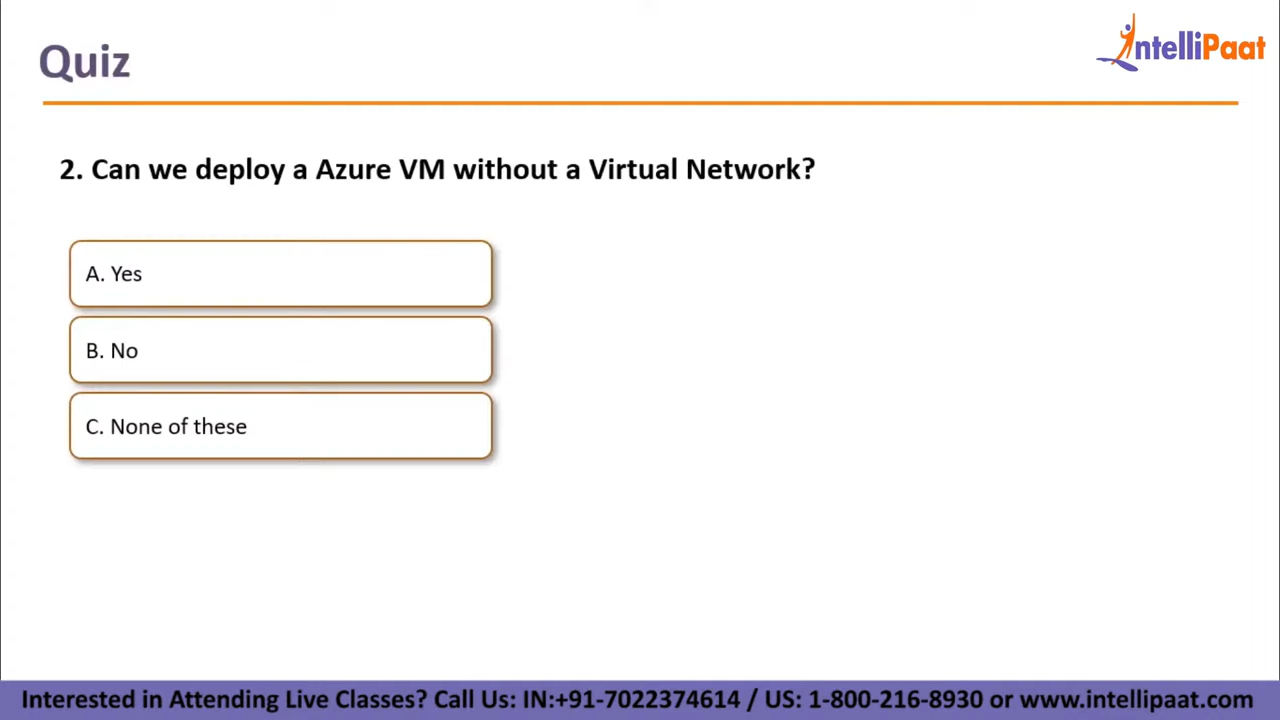 Quiz
IntelliPaat
2. Can we deploy a Azure VM without a Virtual Network?
A. Yes
B. No
C. None of these
Interested in Attending Live Classes? Call Us: IN:+91-7022374614 / US: 1-800-216-8930 or www.intellipaat.com